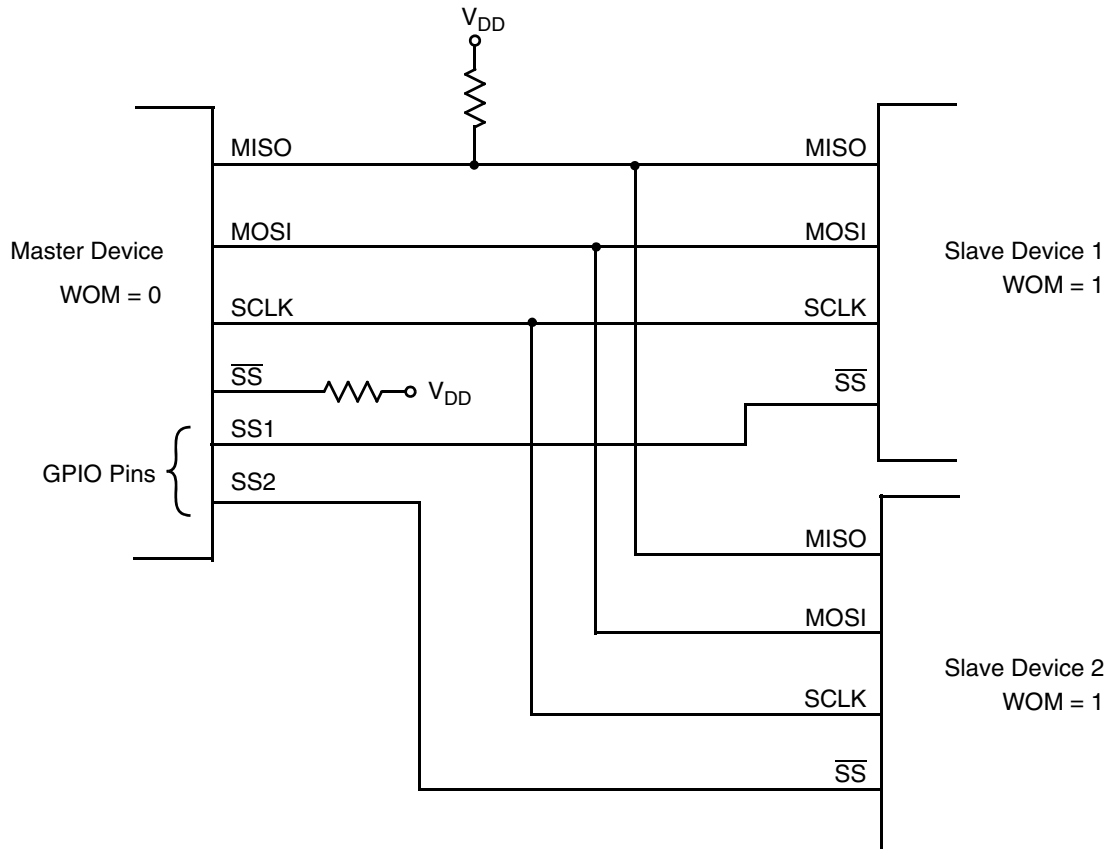 VDD
MISO MISO
MOSI MOSI
Master Device
WOM = 0
Slave Device 1
WOM = 1
SCLK SCLK
SS VDD
SS
SS1
GPIO Pins
SS2
MISO
MOSI
Slave Device 2
WOM = 1
SCLK
SS